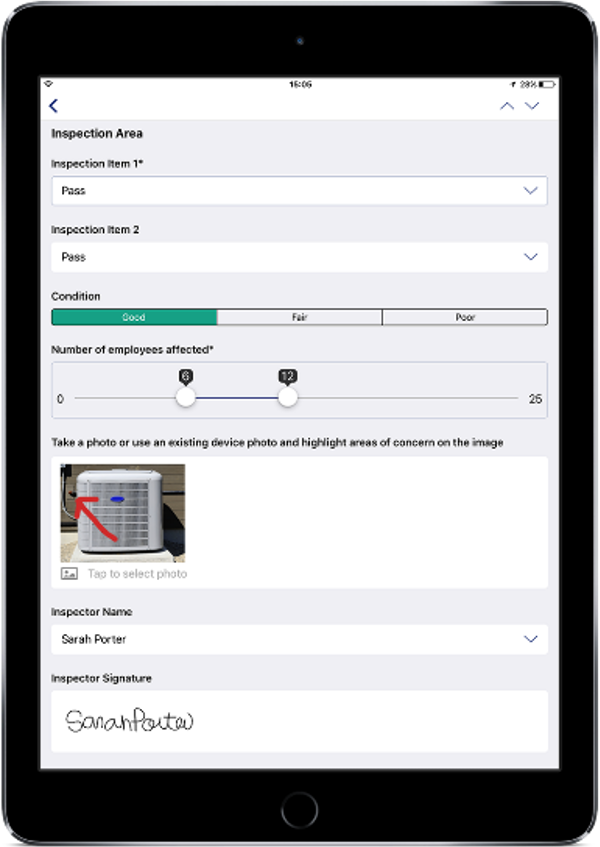 15:05
28%
Inspection Area
Inspection Item 1*
Pass
Inspection Item 2
Pass
Condition
Good Fair Poor
Number of employees affected*
6 12
0 25
Take a photo or use an existing device photo and highlight areas of concern on the image
Tap to select photo
Inspector Name
Sarah Porter
Inspector Signature
Sarah Porter